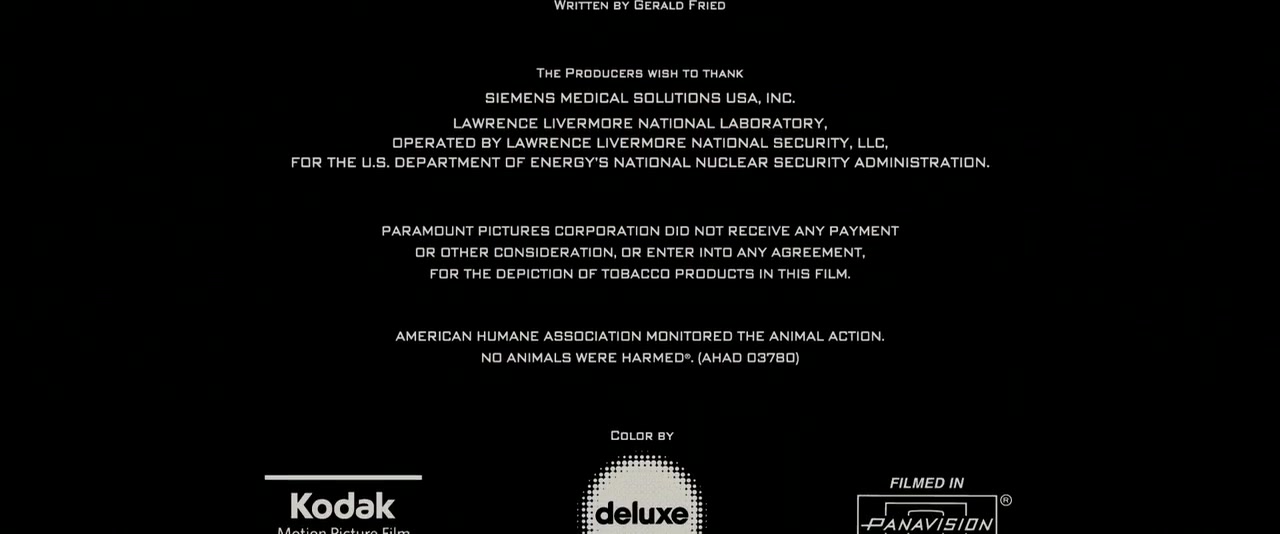 WRITTEN BY GERALD FRIED
THE PRODUCERS WISH TO THANK
SIEMENS MEDICAL SOLUTIONS USA, INC.
LAWRENCE LIVERMORE NATIONAL LABORATORY,
OPERATED BY LAWRENCE LIVERMORE NATIONAL SECURITY, LLC,
FOR THE U.S. DEPARTMENT OF ENERGY'S NATIONAL NUCLEAR SECURITY ADMINISTRATION.
PARAMOUNT PICTURES CORPORATION DID NOT RECEIVE ANY PAYMENT
OR OTHER CONSIDERATION, OR ENTER INTO ANY AGREEMENT,
FOR THE DEPICTION OF TOBACCO PRODUCTS IN THIS FILM.
AMERICAN HUMANE ASSOCIATION MONITORED THE ANIMAL ACTION.
NO ANIMALS WERE HARMED®. (AHAD 03780)
COLOR BY
Kodak
Motion Picture Film
deluxe
FILMED IN
PANAVISION®